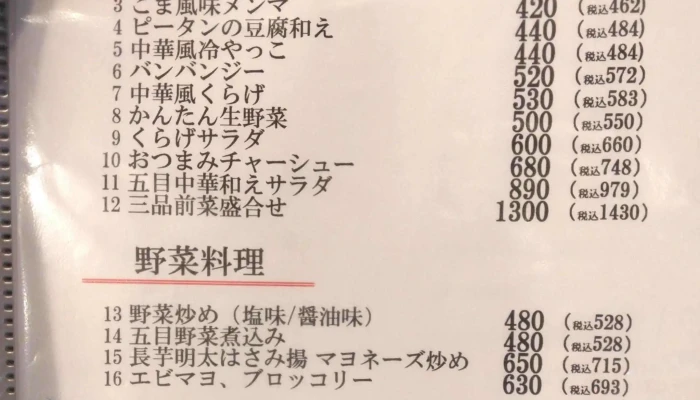 3 ごま風味メンマ 420 (税込462)
4 ピータンの豆腐和え 440 (税込484)
5 中華風冷やっこ 440 (税込484)
6 バンバンジー 520 (税込572)
7 中華風くらげ 530 (税込583)
8 かんたん生野菜 500 (税込550)
9 くらげサラダ 600 (税込660)
10 おつまみチャーシュー 680 (税込748)
11 五目中華和えサラダ 890 (税込979)
12 三品前菜盛合せ 1300 (税込1430)
野菜料理
13 野菜炒め（塩味/醤油味） 480 (税込528)
14 五目野菜煮込み 480 (税込528)
15 長芋明太はさみ揚 マヨネーズ炒め 650 (税込715)
16 エビマヨ、ブロッコリー 630 (税込693)